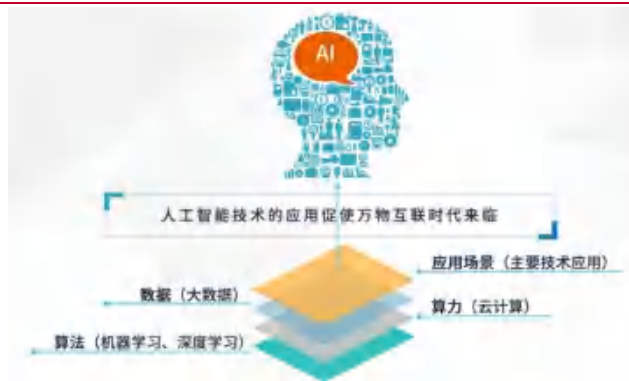 AI
人工智能技术的应用促使万物互联时代来临
应用场景（主要技术应用）
数据（大数据）
算力（云计算）
算法（机器学习、深度学习）